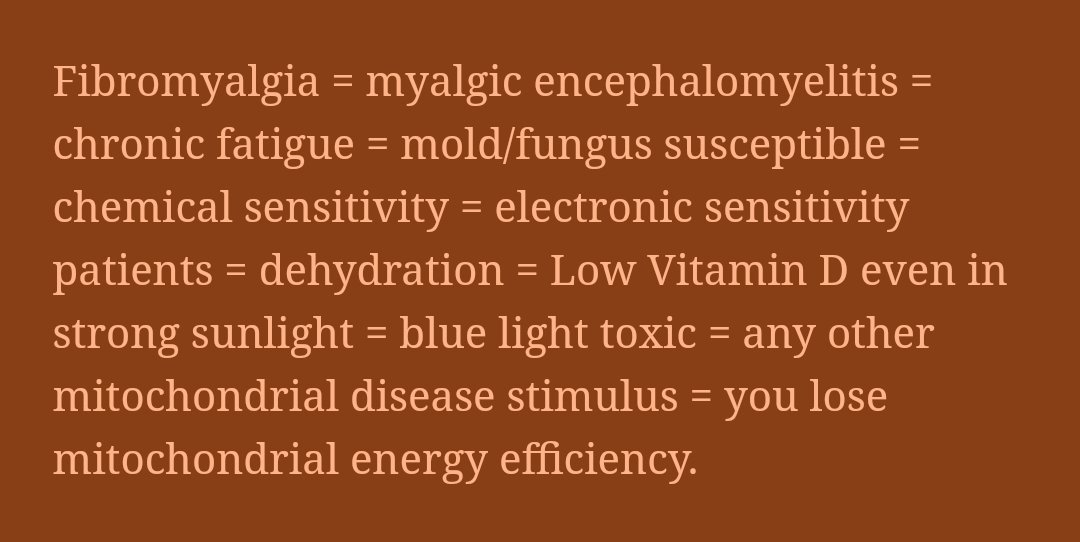 Fibromyalgia = myalgic encephalomyelitis =
chronic fatigue = mold/fungus susceptible =
chemical sensitivity = electronic sensitivity
patients = dehydration = Low Vitamin D even in
strong sunlight = blue light toxic = any other
mitochondrial disease stimulus = you lose
mitochondrial energy efficiency.